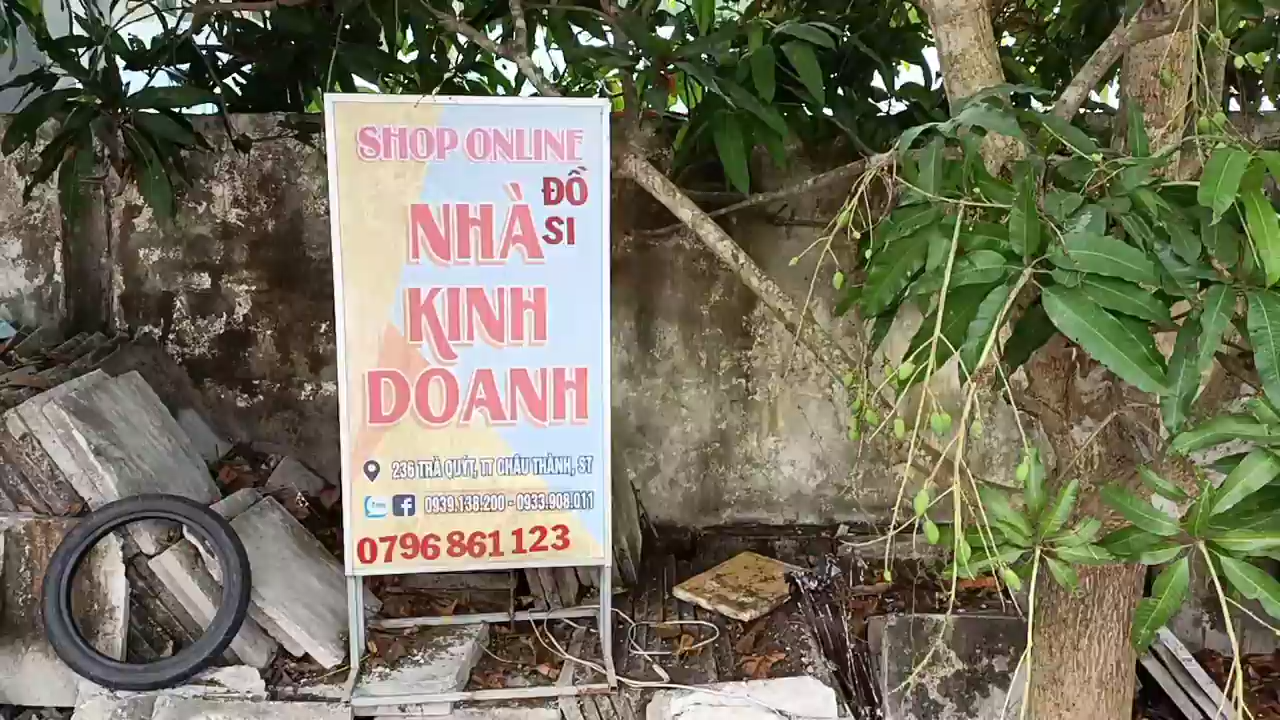 SHOP ONLINE
ĐỒ SI
NHÀ
KINH
DOANH
236 TRÀ QUÝT, TT CHÂU THÀNH, ST
Zalo f 0939.138.200 - 0933.908.011
0796 861 123